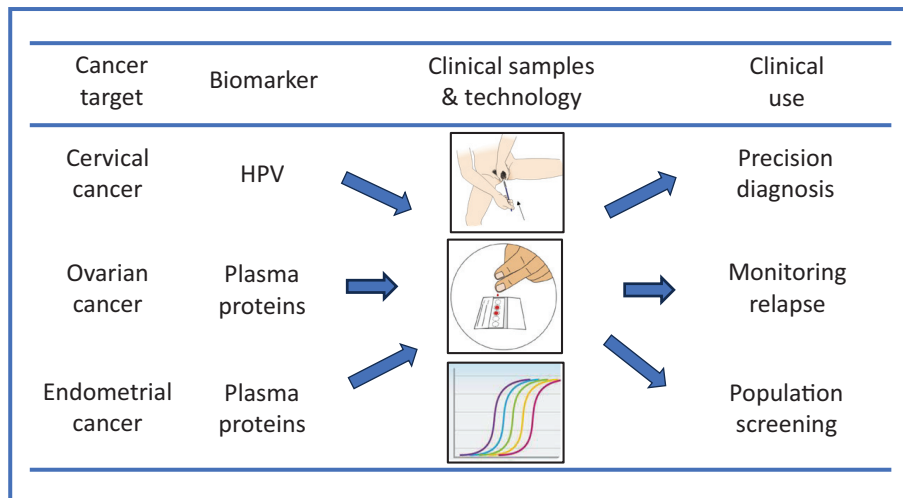 Cancer
target
Biomarker
Clinical samples
& technology
Clinical
use
Cervical
cancer
HPV
Precision
diagnosis
Ovarian
cancer
Plasma
proteins
Monitoring
relapse
Endometrial
cancer
Plasma
proteins
Population
screening